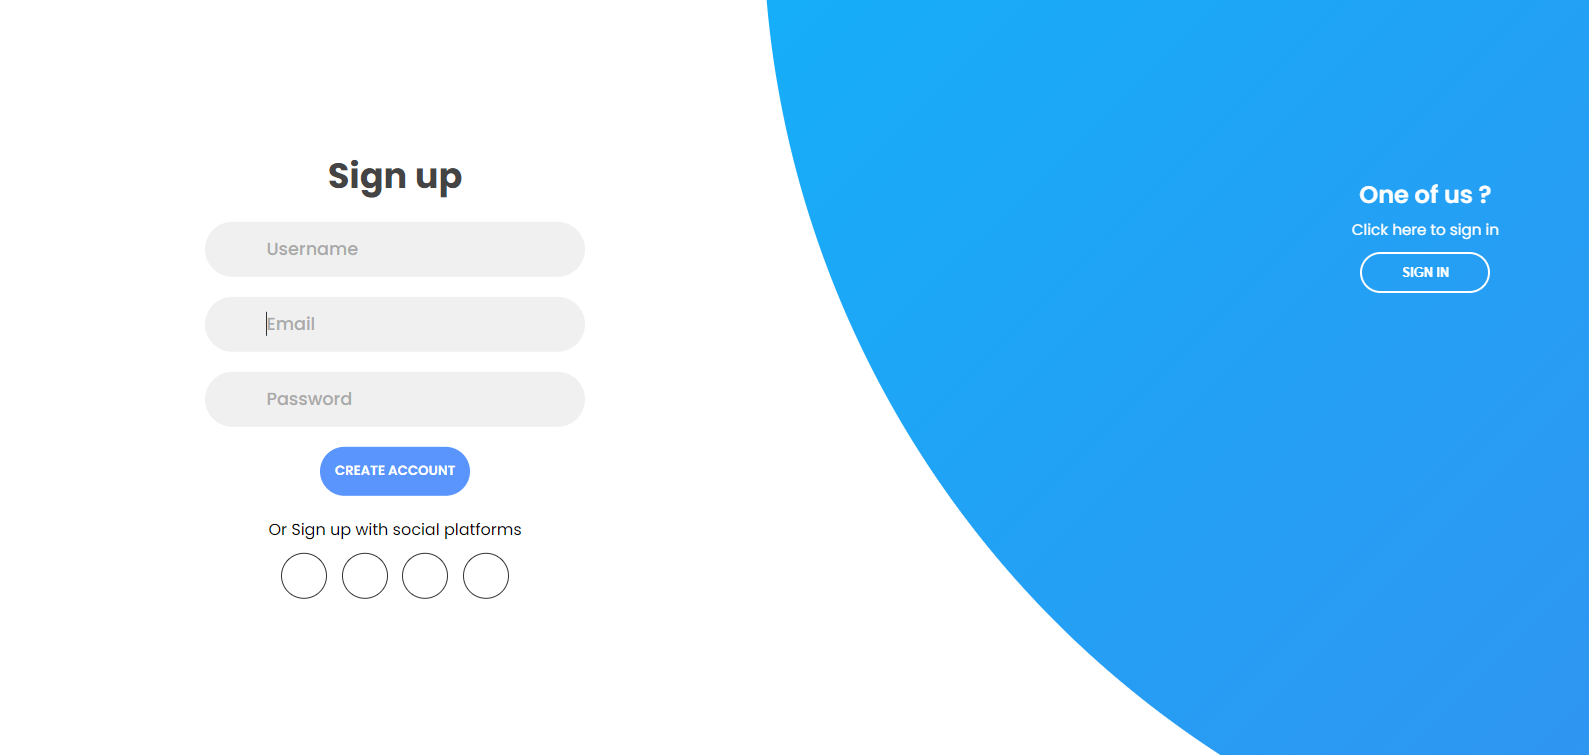 Sign up
Username
Email
Password
CREATE ACCOUNT
Or Sign up with social platforms
One of us ?
Click here to sign in
SIGN IN